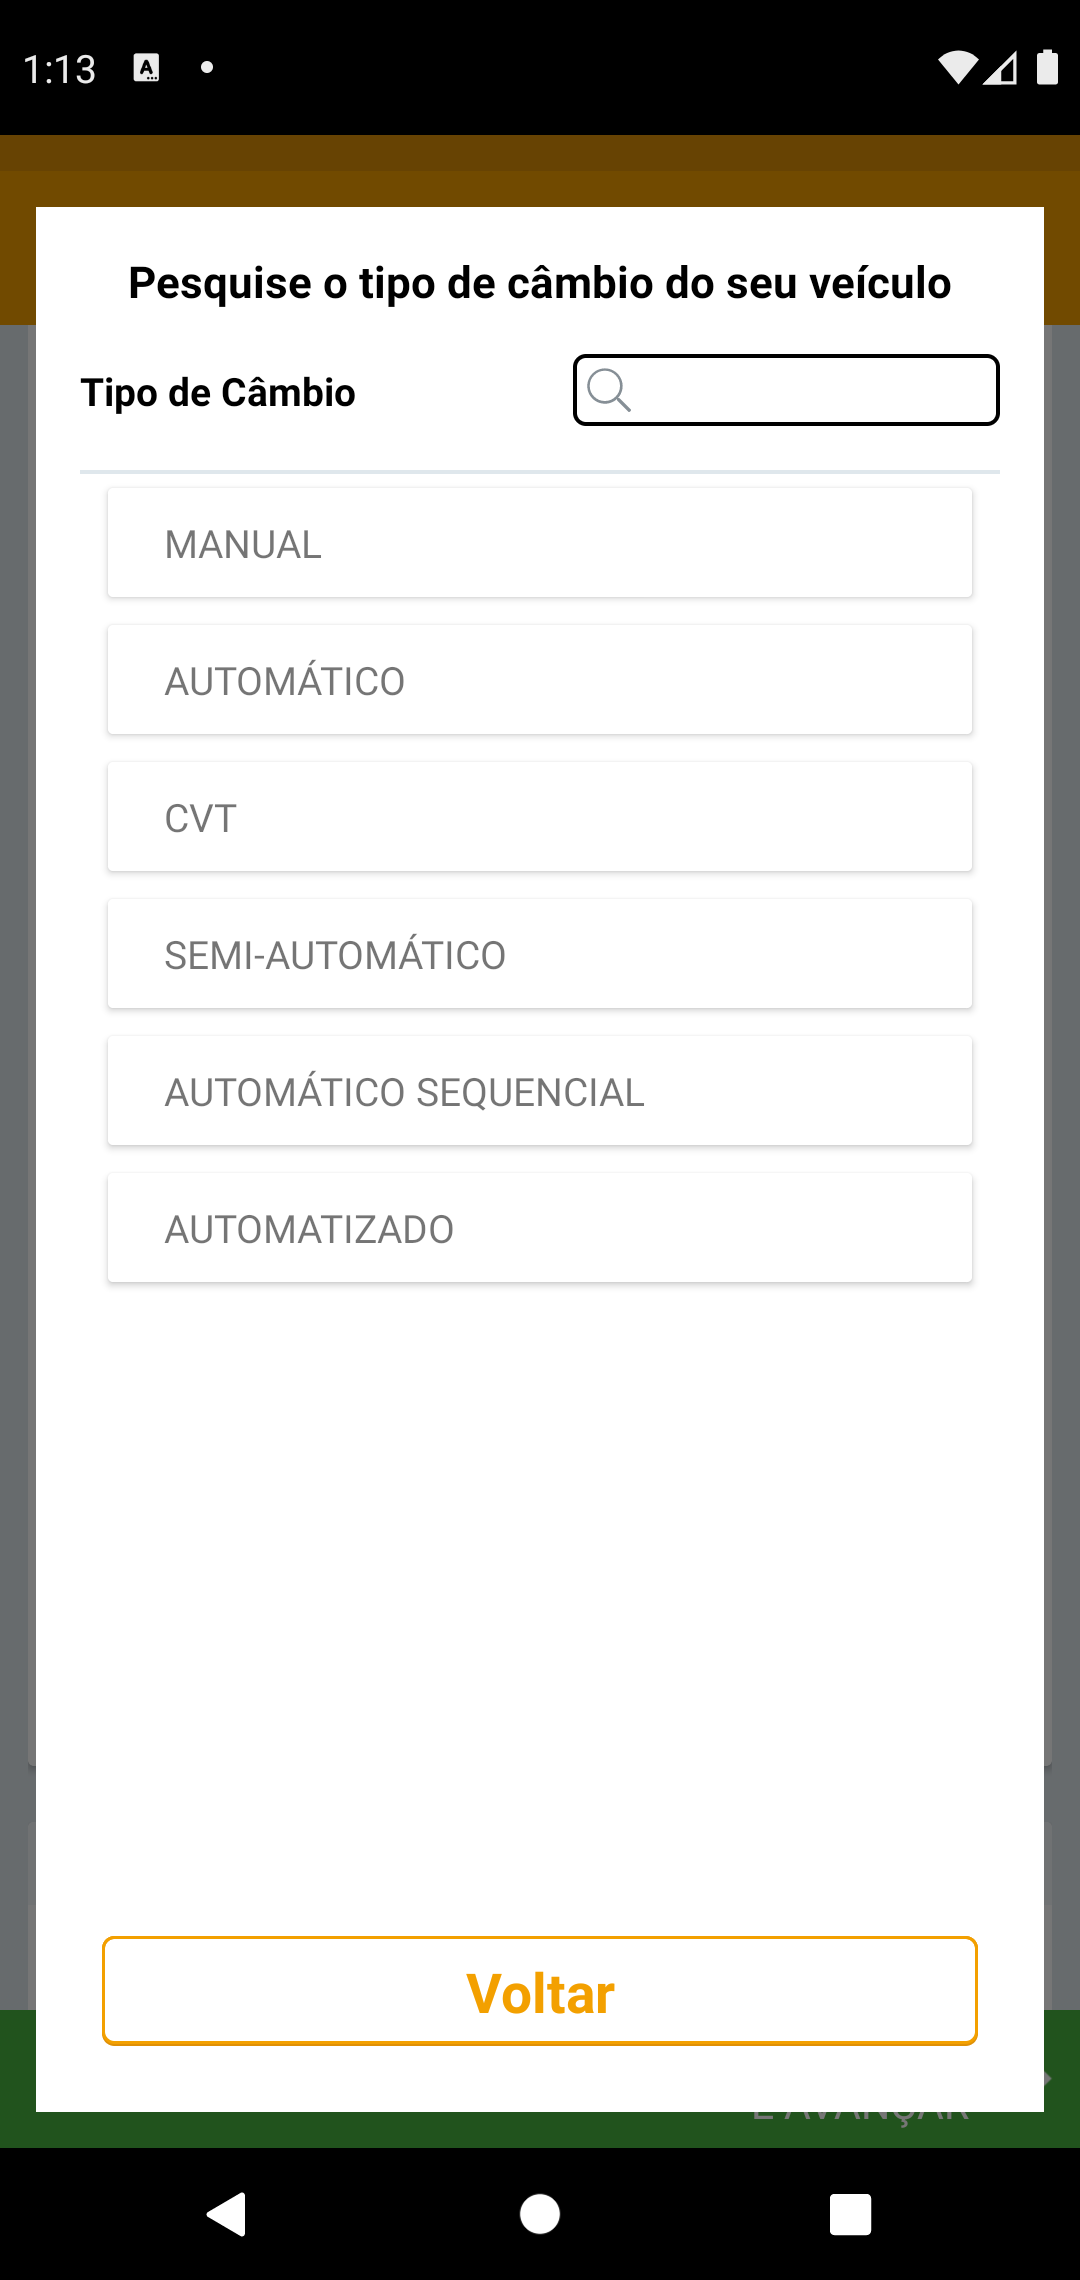 1:13
Pesquise o tipo de câmbio do seu veículo
Tipo de Câmbio
MANUAL
AUTOMÁTICO
CVT
SEMI-AUTOMÁTICO
AUTOMÁTICO SEQUENCIAL
AUTOMATIZADO
Voltar
E AVANÇAR